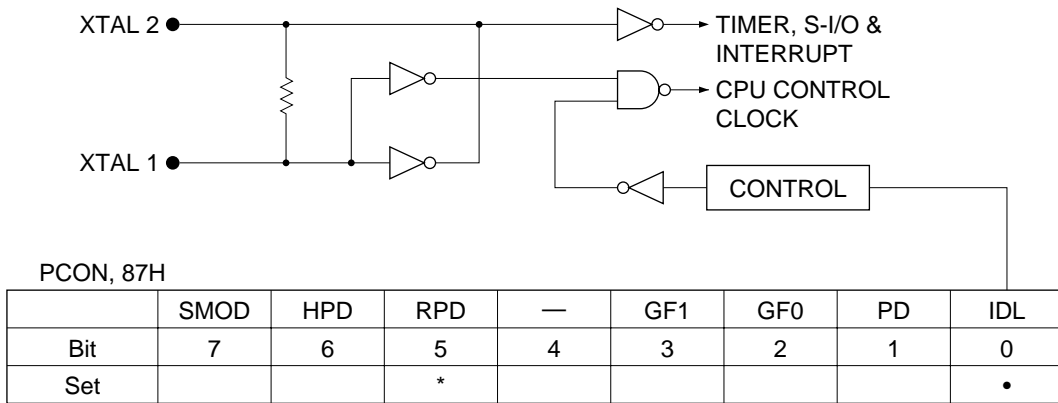 XTAL 2
TIMER, S-I/O &
INTERRUPT
CPU CONTROL
CLOCK
XTAL 1
CONTROL
PCON, 87H
SMOD HPD RPD — GF1 GF0 PD IDL
Bit 7 6 5 4 3 2 1 0
Set * •